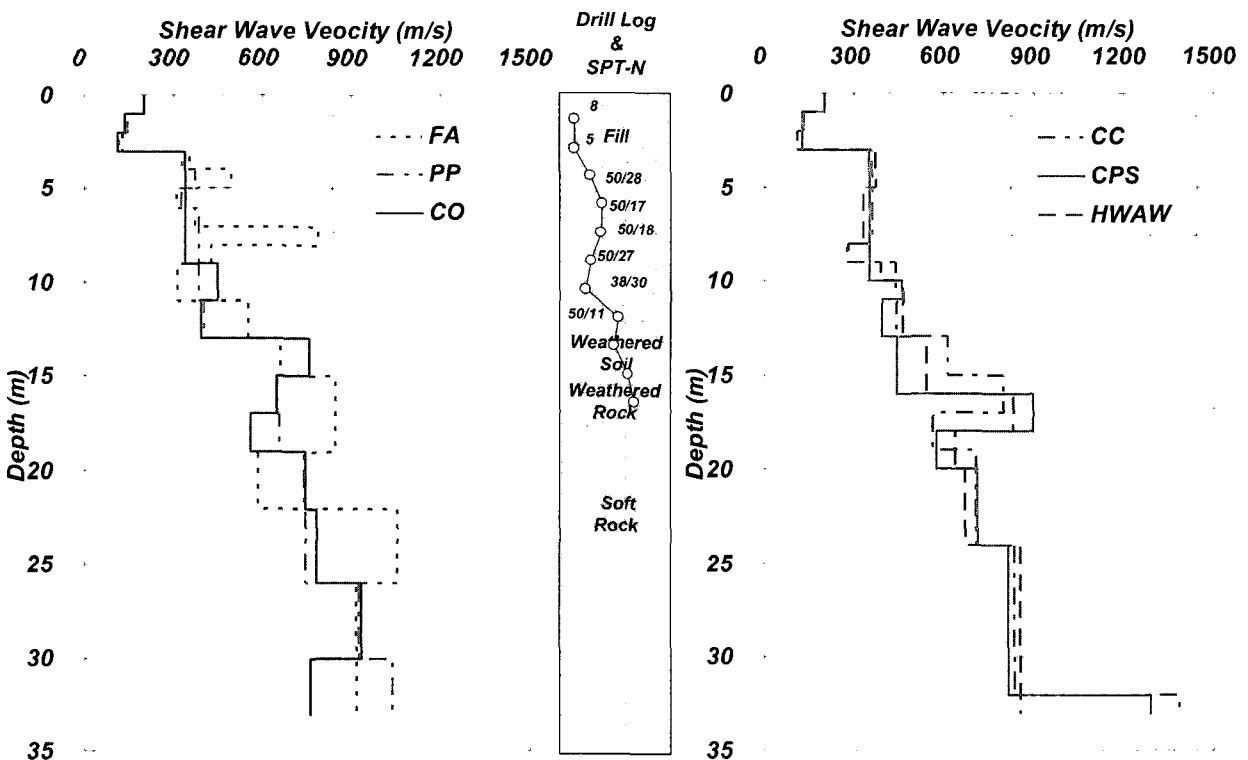 Shear Wave Veocity (m/s)
0 300 600 900 1200 1500
0
5
10
15
20
25
30
35
Depth (m)
FA
PP
CO
Drill Log
&
SPT-N
8
5 Fill
50/28
50/17
50/18
50/27
38/30
50/11
Weathered
Soil
Weathered
Rock
Soft
Rock
Shear Wave Veocity (m/s)
0 300 600 900 1200 1500
0
5
10
15
20
25
30
35
Depth (m)
CC
CPS
HWAW